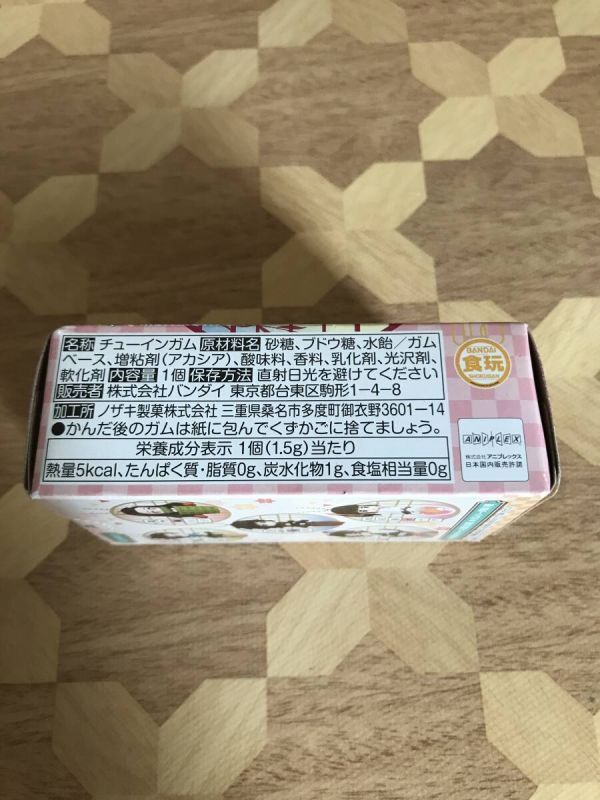 名称 チューインガム 原材料名 砂糖、ブドウ糖、水飴／ガム
ベース、増粘剤(アカシア)、酸味料、香料、乳化剤、光沢剤、
軟化剤 内容量 1個 保存方法 直射日光を避けてください
販売者 株式会社バンダイ 東京都台東区駒形1-4-8
加工所 ノザキ製菓株式会社 三重県桑名市多度町御衣野3601-14
●かんだ後のガムは紙に包んでくずかごに捨てましょう。
栄養成分表示 1個(1.5g)当たり
熱量5kcal、たんぱく質・脂質0g、炭水化物1g、食塩相当量0g
BANDAI
食玩
SHOKUGAN
ANIPLEX
株式会社 アニプレックス
日本国内販売許諾